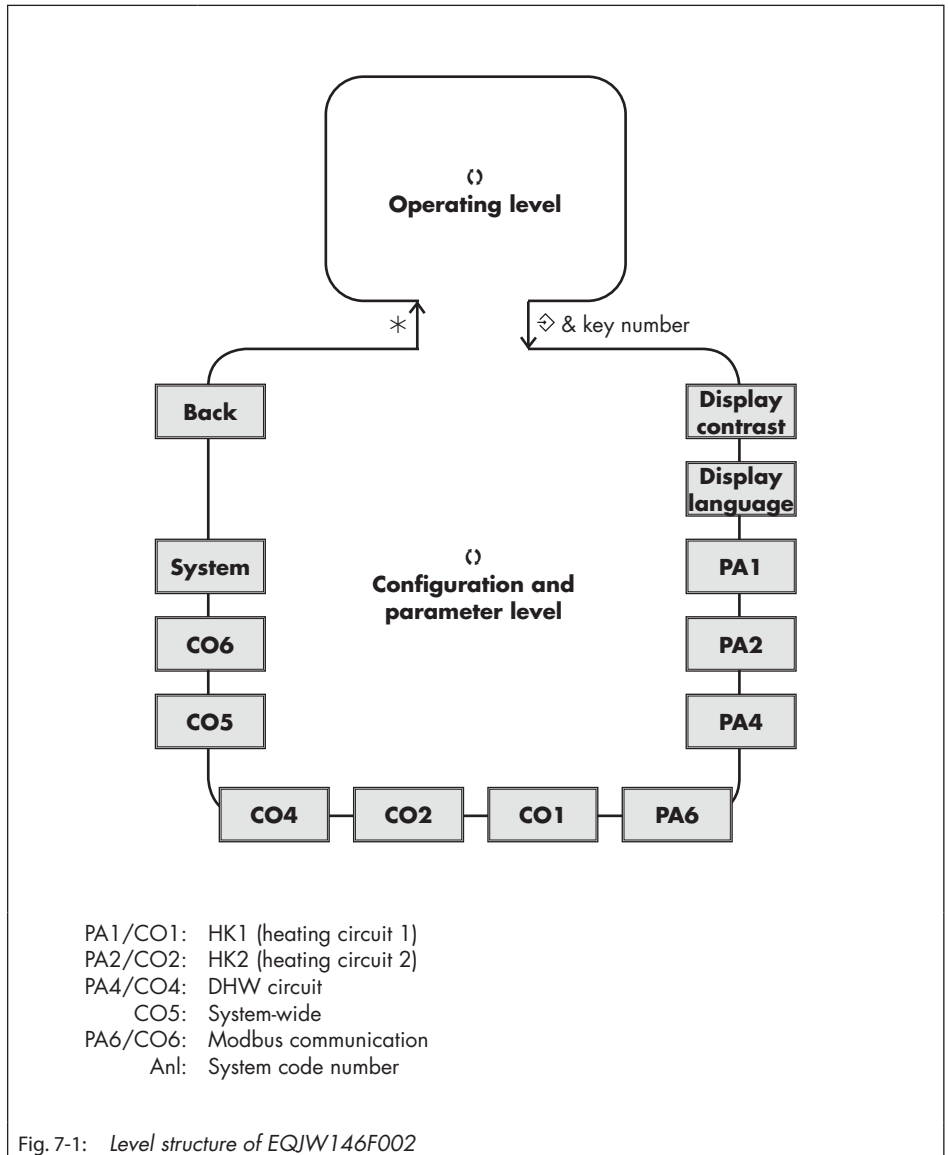 Operating level
* & key number
Back
Display
contrast
Display
language
System
Configuration and
parameter level
PA1
CO6
PA2
CO5
PA4
CO4 CO2 CO1 PA6
PA1/CO1: HK1 (heating circuit 1)
PA2/CO2: HK2 (heating circuit 2)
PA4/CO4: DHW circuit
CO5: System-wide
PA6/CO6: Modbus communication
Anl: System code number
Fig. 7-1: Level structure of EQJW146F002